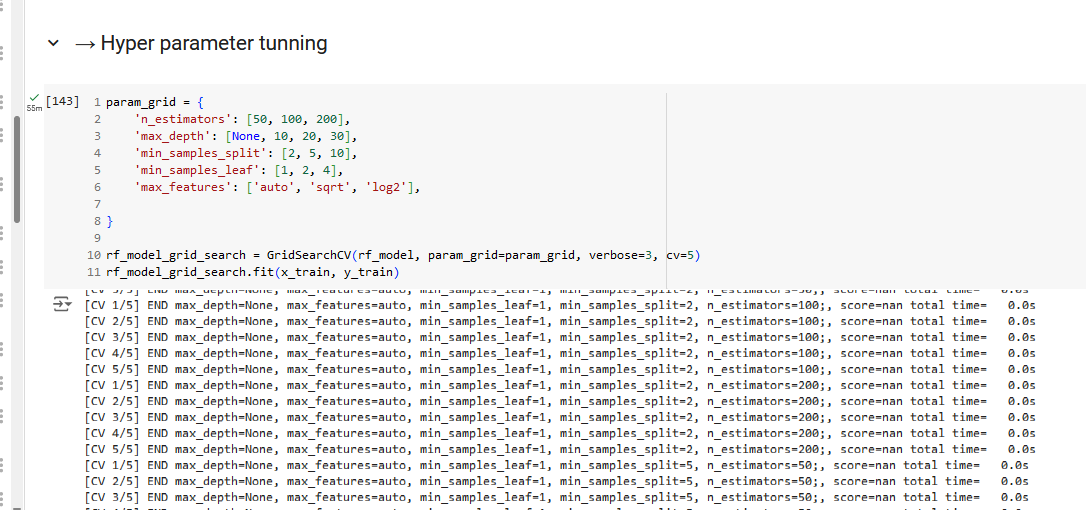 → Hyper parameter tunning
[143]
55m
1 param_grid = {
2     'n_estimators': [50, 100, 200],
3     'max_depth': [None, 10, 20, 30],
4     'min_samples_split': [2, 5, 10],
5     'min_samples_leaf': [1, 2, 4],
6     'max_features': ['auto', 'sqrt', 'log2'],
7
8 }
9
10 rf_model_grid_search = GridSearchCV(rf_model, param_grid=param_grid, verbose=3, cv=5)
11 rf_model_grid_search.fit(x_train, y_train)
[CV 1/5] END max_depth=None, max_features=auto, min_samples_leaf=1, min_samples_split=2, n_estimators=100;, score=nan total time=   0.0s
[CV 2/5] END max_depth=None, max_features=auto, min_samples_leaf=1, min_samples_split=2, n_estimators=100;, score=nan total time=   0.0s
[CV 3/5] END max_depth=None, max_features=auto, min_samples_leaf=1, min_samples_split=2, n_estimators=100;, score=nan total time=   0.0s
[CV 4/5] END max_depth=None, max_features=auto, min_samples_leaf=1, min_samples_split=2, n_estimators=100;, score=nan total time=   0.0s
[CV 5/5] END max_depth=None, max_features=auto, min_samples_leaf=1, min_samples_split=2, n_estimators=100;, score=nan total time=   0.0s
[CV 1/5] END max_depth=None, max_features=auto, min_samples_leaf=1, min_samples_split=2, n_estimators=200;, score=nan total time=   0.0s
[CV 2/5] END max_depth=None, max_features=auto, min_samples_leaf=1, min_samples_split=2, n_estimators=200;, score=nan total time=   0.0s
[CV 3/5] END max_depth=None, max_features=auto, min_samples_leaf=1, min_samples_split=2, n_estimators=200;, score=nan total time=   0.0s
[CV 4/5] END max_depth=None, max_features=auto, min_samples_leaf=1, min_samples_split=2, n_estimators=200;, score=nan total time=   0.0s
[CV 5/5] END max_depth=None, max_features=auto, min_samples_leaf=1, min_samples_split=2, n_estimators=200;, score=nan total time=   0.0s
[CV 1/5] END max_depth=None, max_features=auto, min_samples_leaf=1, min_samples_split=5, n_estimators=50;, score=nan total time=   0.0s
[CV 2/5] END max_depth=None, max_features=auto, min_samples_leaf=1, min_samples_split=5, n_estimators=50;, score=nan total time=   0.0s
[CV 3/5] END max_depth=None, max_features=auto, min_samples_leaf=1, min_samples_split=5, n_estimators=50;, score=nan total time=   0.0s